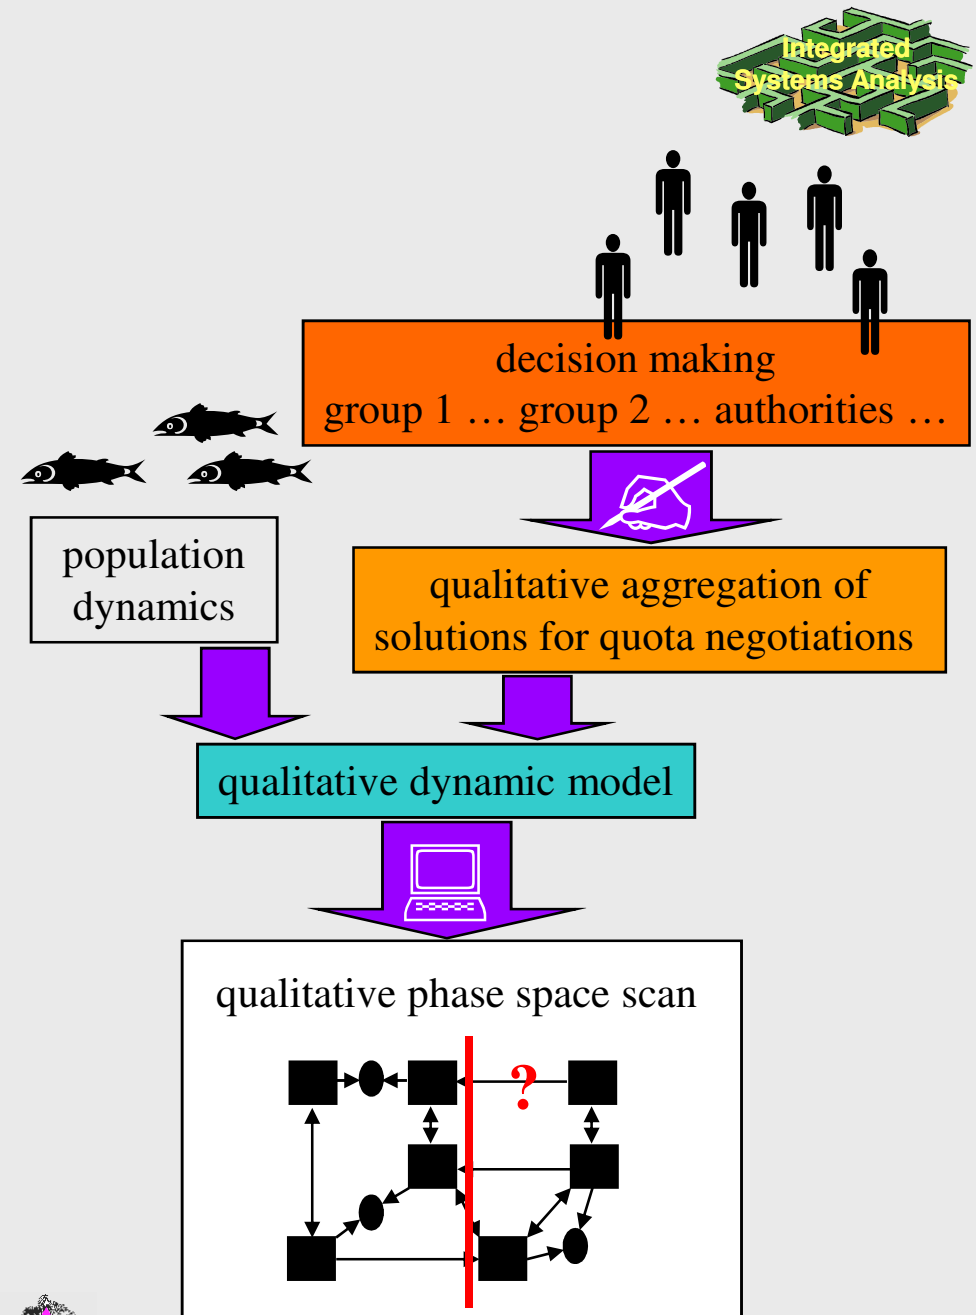 Integrated
Systems Analysis
decision making
group 1 … group 2 … authorities …
population
dynamics
qualitative aggregation of
solutions for quota negotiations
qualitative dynamic model
qualitative phase space scan
?